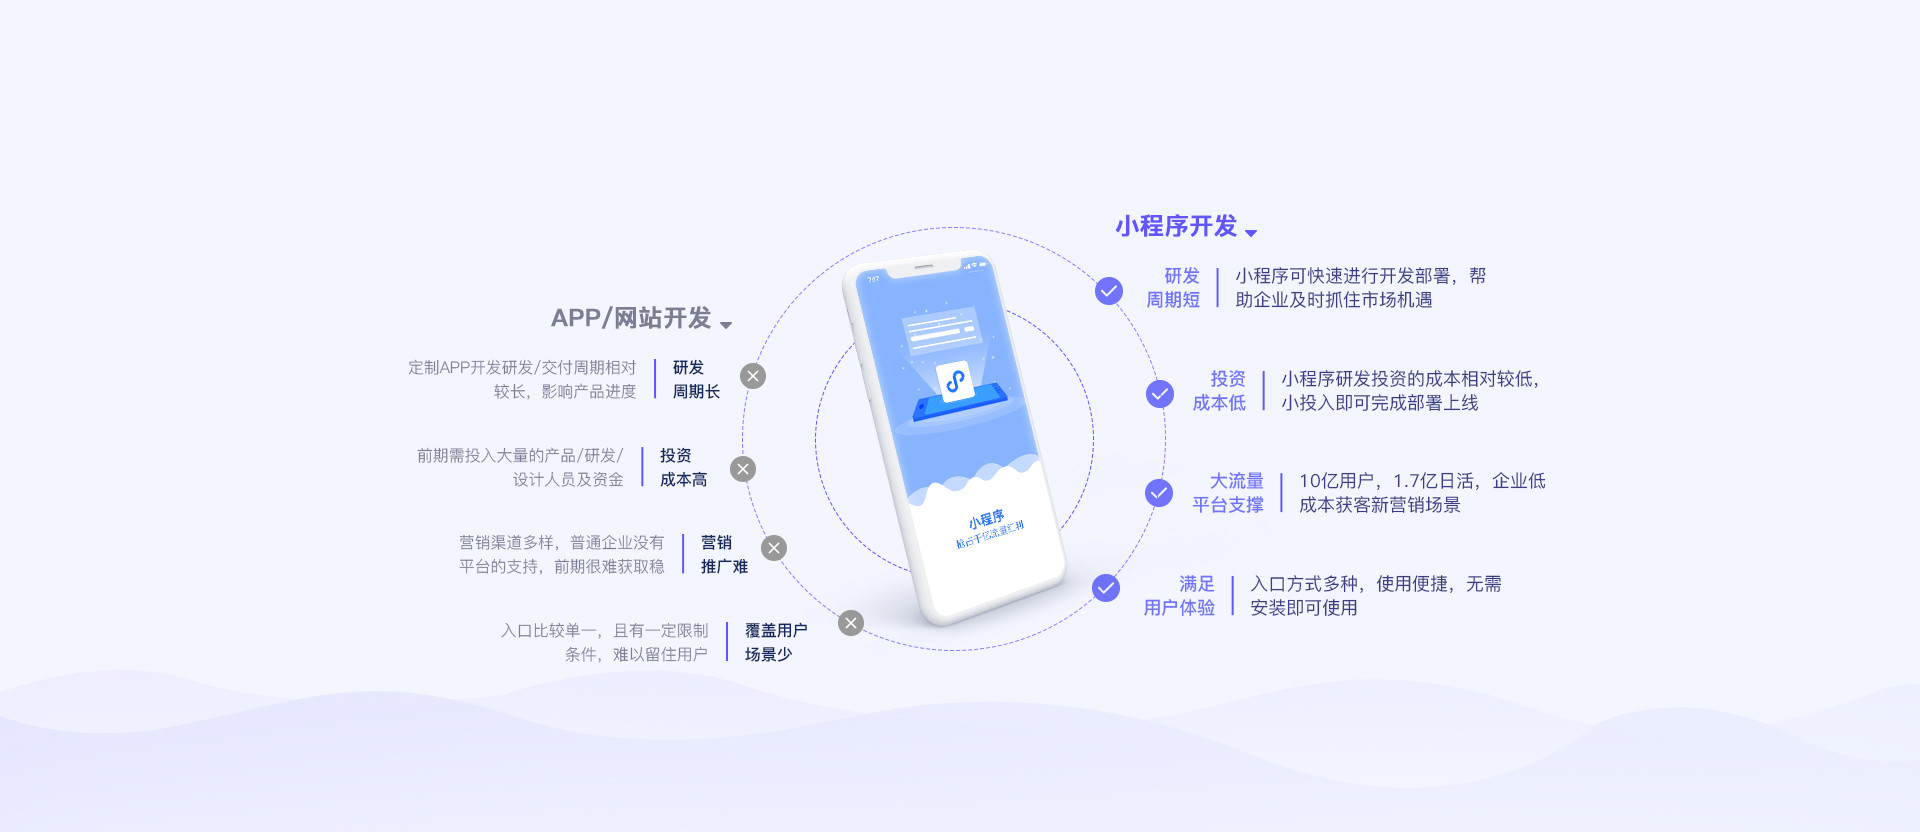 APP/网站开发
定制APP开发研发/交付周期相对
较长，影响产品进度
研发
周期长
前期需投入大量的产品/研发/
设计人员及资金
投资
成本高
营销渠道多样，普通企业没有
平台的支持，前期很难获取稳
营销
推广难
入口比较单一，且有一定限制
条件，难以留住用户
覆盖用户
场景少
小程序
抢占千亿流量汇利
小程序开发
研发
周期短
小程序可快速进行开发部署，帮
助企业及时抓住市场机遇
投资
成本低
小程序研发投资的成本相对较低，
小投入即可完成部署上线
大流量
平台支撑
10亿用户，1.7亿日活，企业低
成本获客新营销场景
满足
用户体验
入口方式多种，使用便捷，无需
安装即可使用